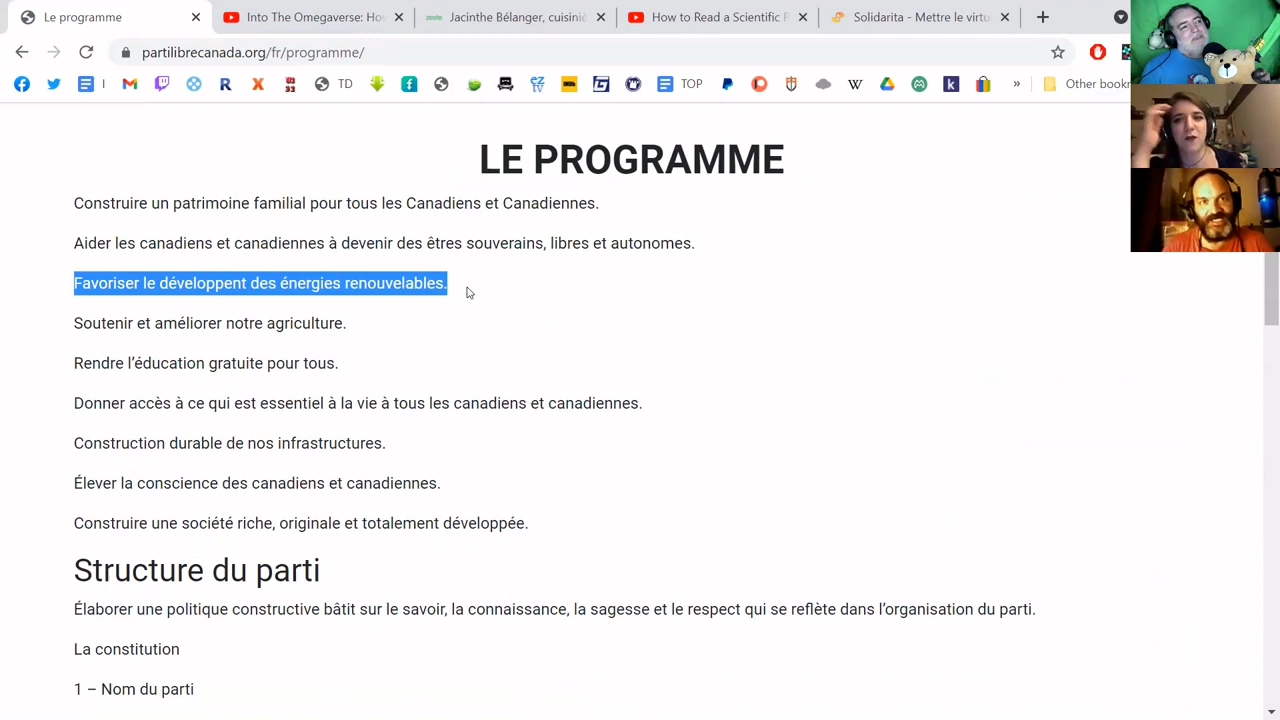 Le programme
Into The Omegaverse: Ho
Jacinthe Bélanger, cuisiniè
How to Read a Scientific P
Solidarita - Mettre le virtu
partilibrecanada.org/fr/programme/
TD
TOP
Other bookm
LE PROGRAMME
Construire un patrimoine familial pour tous les Canadiens et Canadiennes.
Aider les canadiens et canadiennes à devenir des êtres souverains, libres et autonomes.
Favoriser le développent des énergies renouvelables.
Soutenir et améliorer notre agriculture.
Rendre l’éducation gratuite pour tous.
Donner accès à ce qui est essentiel à la vie à tous les canadiens et canadiennes.
Construction durable de nos infrastructures.
Élever la conscience des canadiens et canadiennes.
Construire une société riche, originale et totalement développée.
Structure du parti
Élaborer une politique constructive bâtit sur le savoir, la connaissance, la sagesse et le respect qui se reflète dans l’organisation du parti.
La constitution
1 – Nom du parti